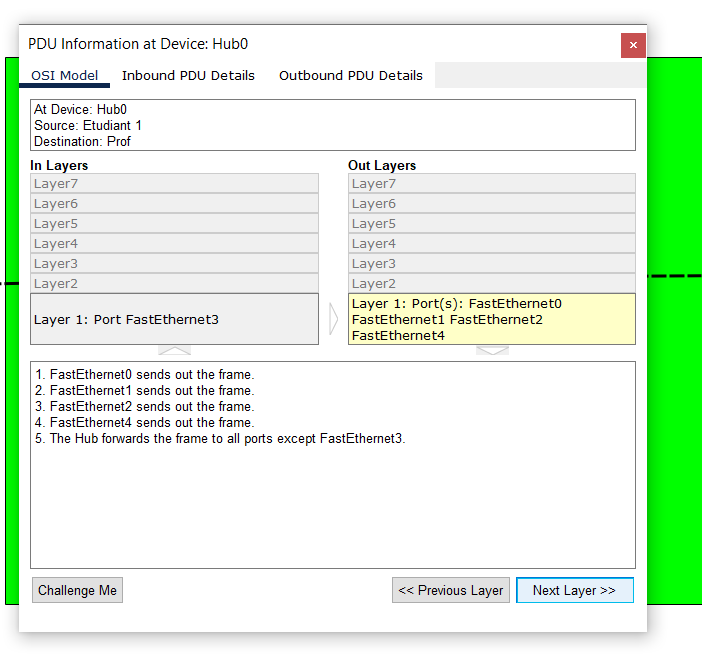 PDU Information at Device: Hub0
OSI Model Inbound PDU Details Outbound PDU Details
At Device: Hub0
Source: Etudiant 1
Destination: Prof
In Layers
Layer7
Layer6
Layer5
Layer4
Layer3
Layer2
Layer 1: Port FastEthernet3
Out Layers
Layer7
Layer6
Layer5
Layer4
Layer3
Layer2
Layer 1: Port(s): FastEthernet0
FastEthernet1 FastEthernet2
FastEthernet4
1. FastEthernet0 sends out the frame.
2. FastEthernet1 sends out the frame.
3. FastEthernet2 sends out the frame.
4. FastEthernet4 sends out the frame.
5. The Hub forwards the frame to all ports except FastEthernet3.
Challenge Me << Previous Layer Next Layer >>